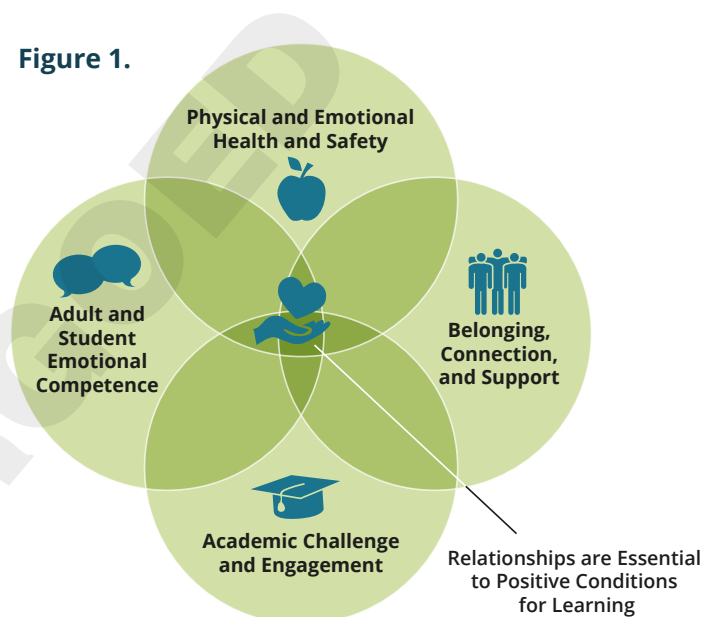 Figure 1.
Physical and Emotional
Health and Safety
Adult and
Student
Emotional
Competence
Belonging,
Connection,
and Support
Academic Challenge
and Engagement
Relationships are Essential
to Positive Conditions
for Learning